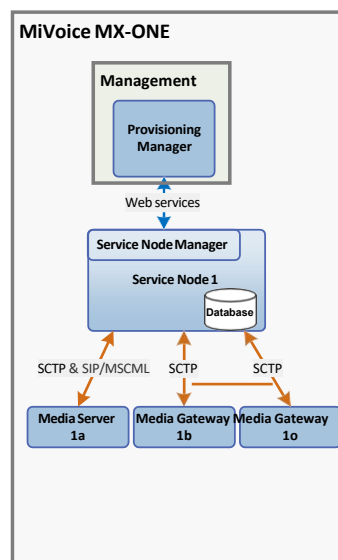 MiVoice MX-ONE
Management
Provisioning
Manager
Web services
Service Node Manager
Service Node 1
Database
SCTP & SIP/MSCML
SCTP
SCTP
Media Server
1a
Media Gateway
1b
Media Gateway
1o